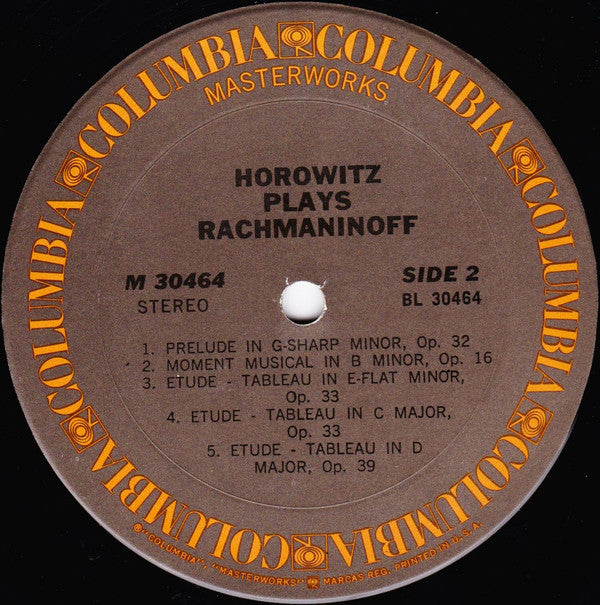 COLUMBIA COLUMBIA COLUMBIA COLUMBIA COLUMBIA COLUMBIA COLUMBIA COLUMBIA
MASTERWORKS
HOROWITZ
PLAYS
RACHMANINOFF
M 30464
STEREO
SIDE 2
BL 30464
1. PRELUDE IN G-SHARP MINOR, Op. 32
2. MOMENT MUSICAL IN B MINOR, Op. 16
3. ETUDE - TABLEAU IN E-FLAT MINOR,
Op. 33
4. ETUDE - TABLEAU IN C MAJOR,
Op. 33
5. ETUDE - TABLEAU IN D
MAJOR, Op. 39
®"COLUMBIA", "MASTERWORKS" MARCAS REG. PRINTED IN U.S.A.